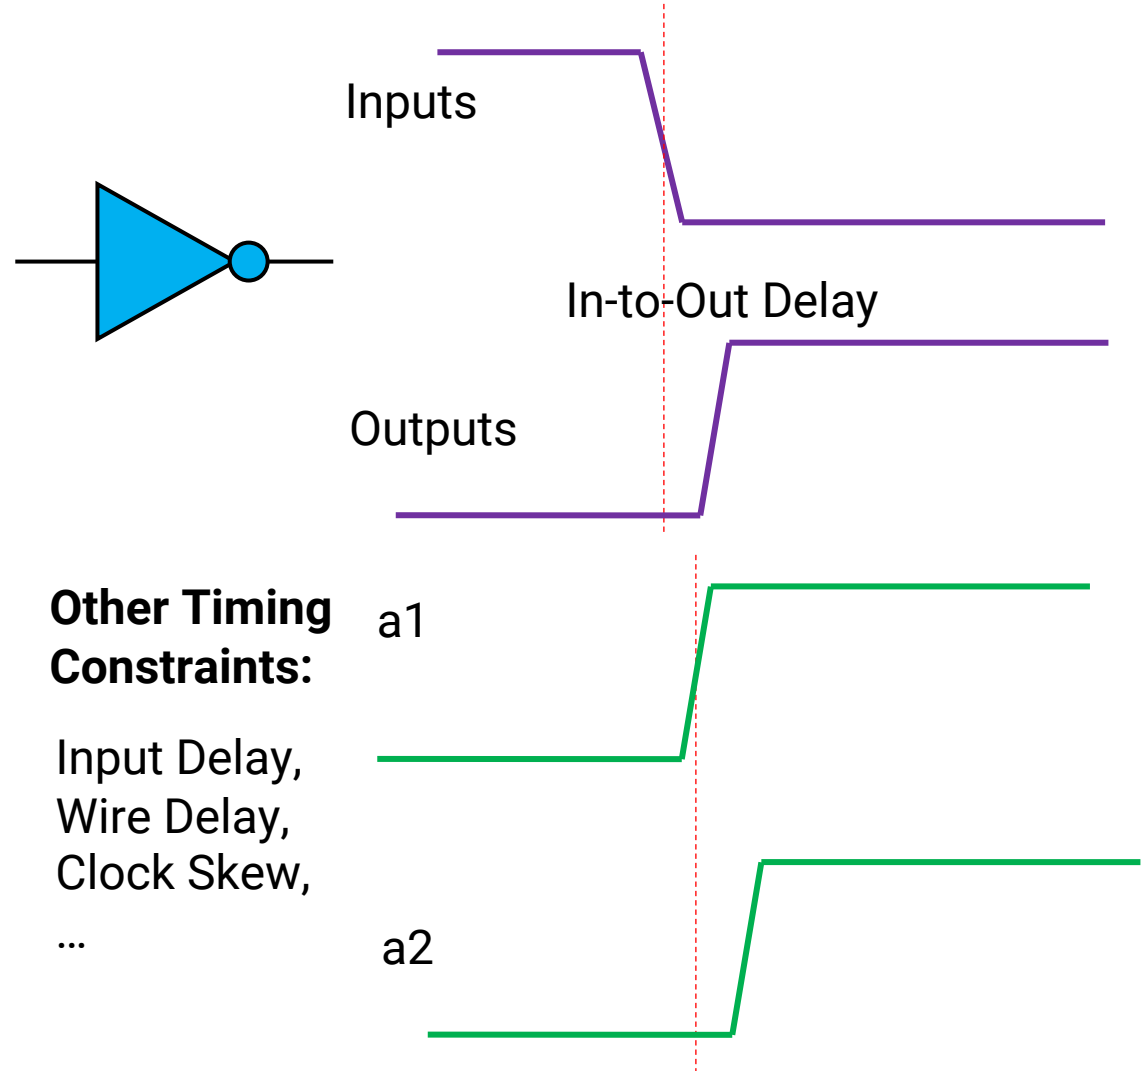 Inputs
In-to-Out Delay
Outputs
Other Timing
Constraints:
a1
Input Delay,
Wire Delay,
Clock Skew,
…
a2